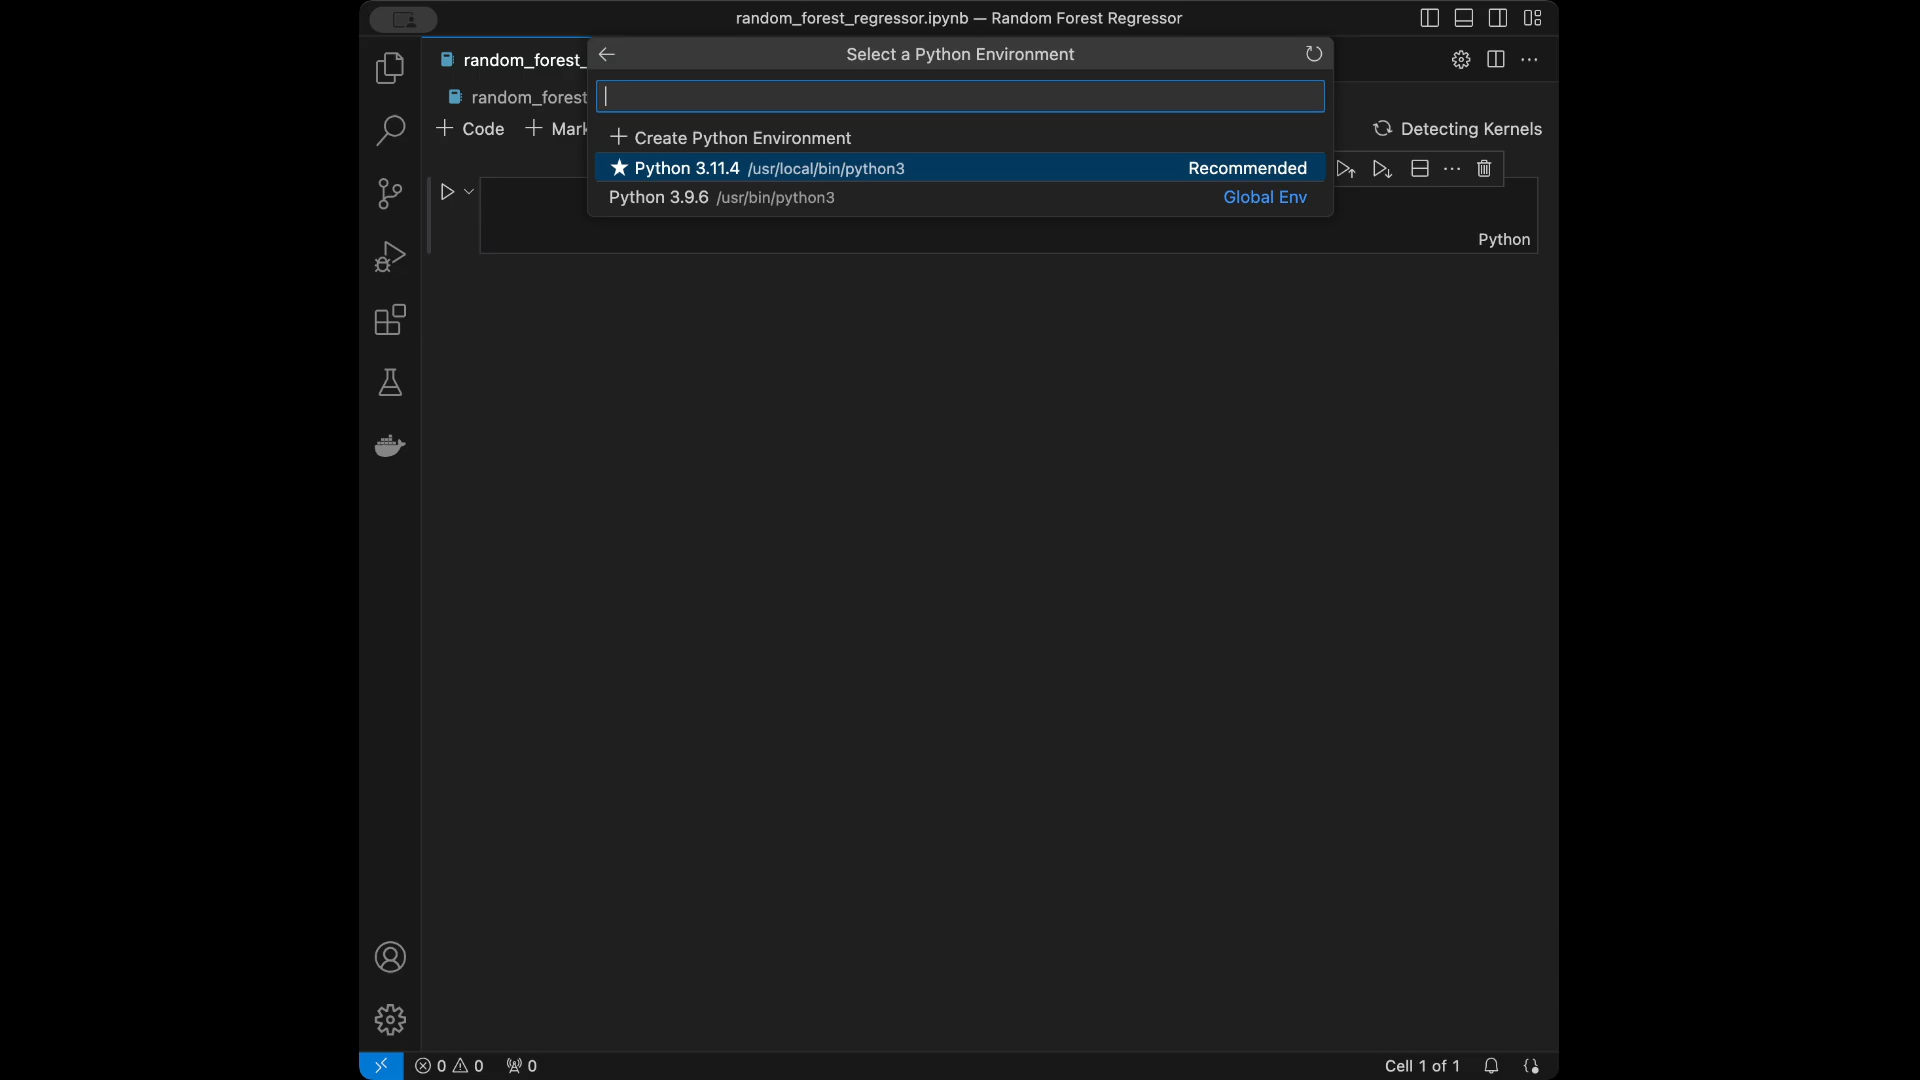 random_forest_regressor.ipynb — Random Forest Regressor
random_forest_
Select a Python Environment
random_forest
+ Code + Mark
Detecting Kernels
+ Create Python Environment
★ Python 3.11.4 /usr/local/bin/python3 Recommended
Python 3.9.6 /usr/bin/python3 Global Env
Python
0 0 0
Cell 1 of 1